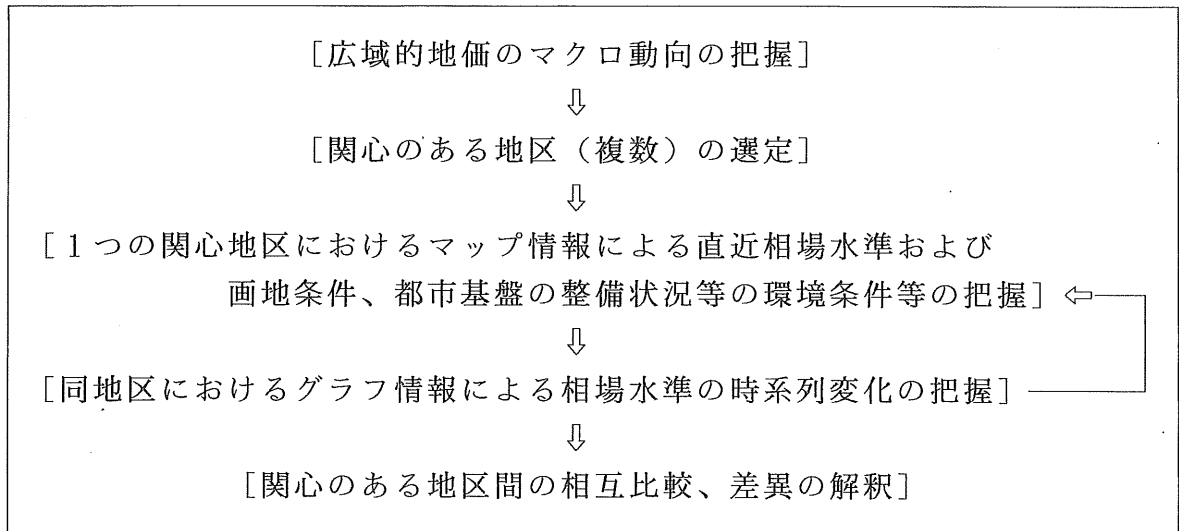 [広域的地価のマクロ動向の把握]
⇩
[関心のある地区（複数）の選定]
⇩
[１つの関心地区におけるマップ情報による直近相場水準および
画地条件、都市基盤の整備状況等の環境条件等の把握] ⇦
⇩
[同地区におけるグラフ情報による相場水準の時系列変化の把握]
⇩
[関心のある地区間の相互比較、差異の解釈]